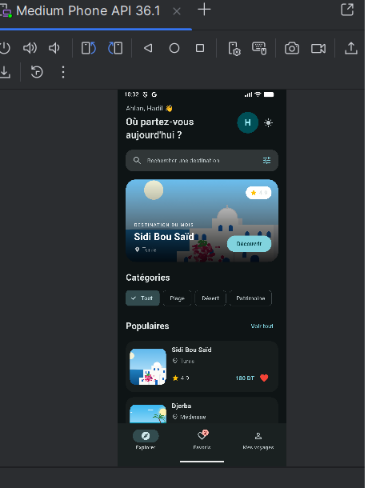 Medium Phone API 36.1
10:32
Où partez-vous
aujourd'hui ?
H
Rechercher une destination
DESTINATION DU MOIS
Sidi Bou Saïd
Tunis
Découvrir
Catégories
Tout
Plage
Désert
Patrimoine
Populaires
Voir tout
Sidi Bou Saïd
Tunis
4.9
180 DT
Djerba
Médenine
Explorer
Favoris
Mes voyages